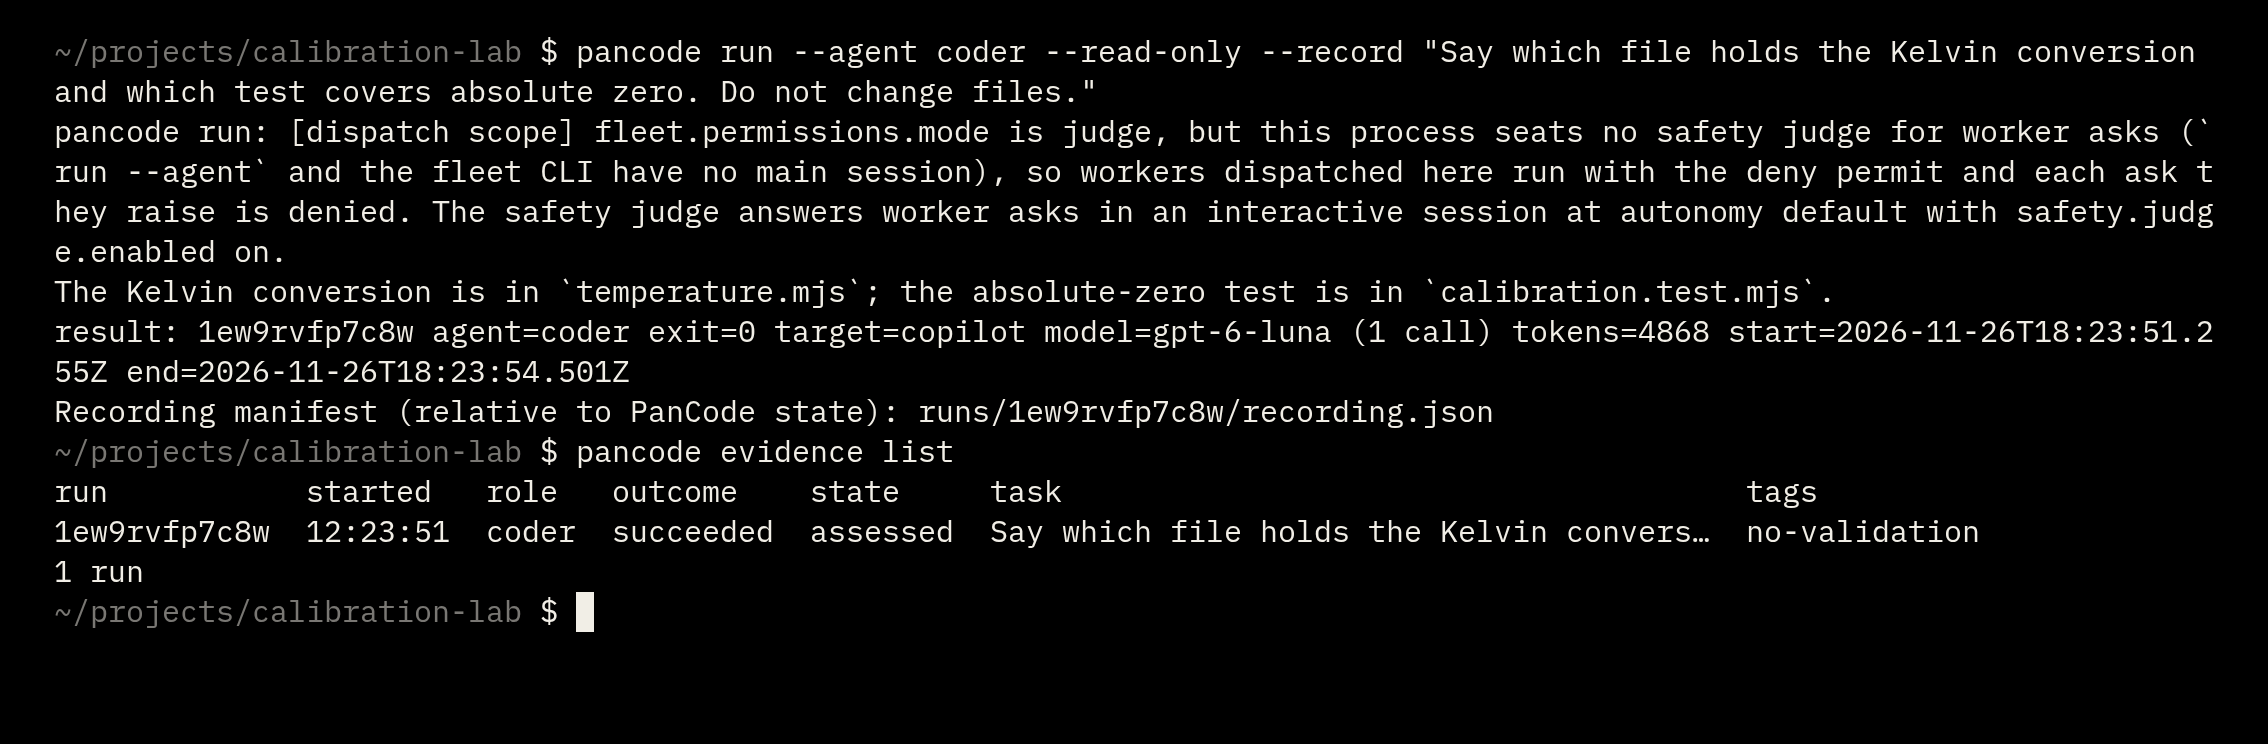 ~/projects/calibration-lab $ pancode run --agent coder --read-only --record "Say which file holds the Kelvin conversion
and which test covers absolute zero. Do not change files."
pancode run: [dispatch scope] fleet.permissions.mode is judge, but this process seats no safety judge for worker asks (`
run --agent` and the fleet CLI have no main session), so workers dispatched here run with the deny permit and each ask t
hey raise is denied. The safety judge answers worker asks in an interactive session at autonomy default with safety.judg
e.enabled on.
The Kelvin conversion is in `temperature.mjs`; the absolute-zero test is in `calibration.test.mjs`.
result: 1ew9rvfp7c8w agent=coder exit=0 target=copilot model=gpt-6-luna (1 call) tokens=4868 start=2026-11-26T18:23:51.2
55Z end=2026-11-26T18:23:54.501Z
Recording manifest (relative to PanCode state): runs/1ew9rvfp7c8w/recording.json
~/projects/calibration-lab $ pancode evidence list
run           started   role   outcome    state     task                                      tags
1ew9rvfp7c8w  12:23:51  coder  succeeded  assessed  Say which file holds the Kelvin convers…  no-validation
1 run
~/projects/calibration-lab $